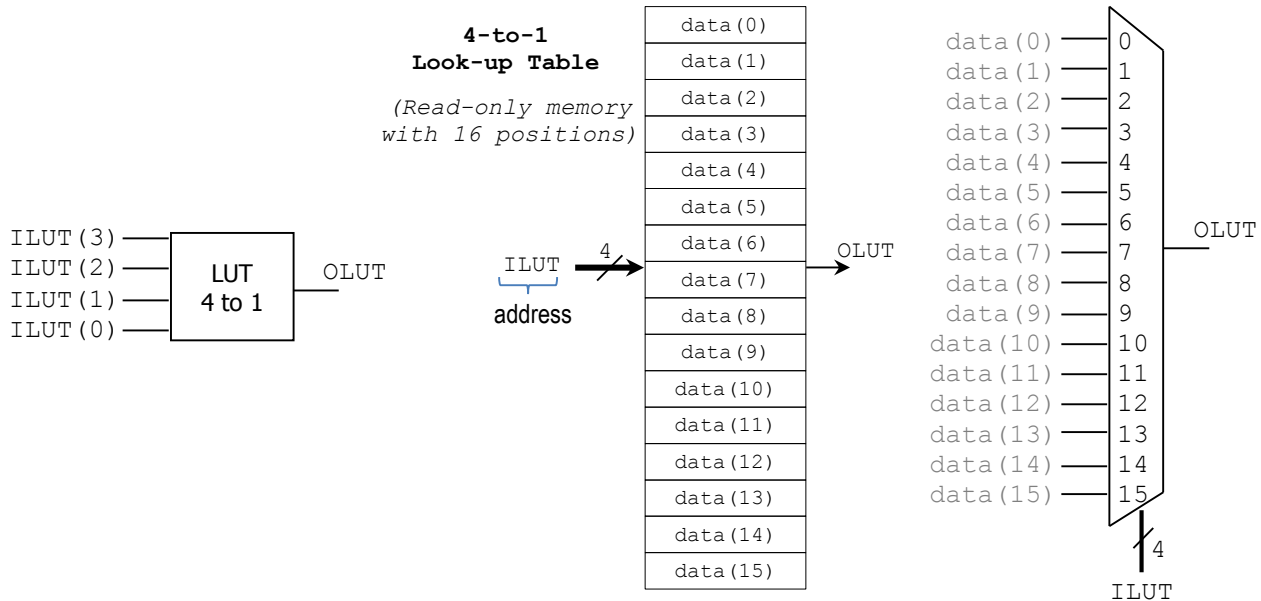 ILUT(3)
ILUT(2)
ILUT(1)
ILUT(0)
LUT
4 to 1
OLUT
4-to-1
Look-up Table
(Read-only memory
with 16 positions)
ILUT
address
4
data(0)
data(1)
data(2)
data(3)
data(4)
data(5)
data(6)
data(7)
data(8)
data(9)
data(10)
data(11)
data(12)
data(13)
data(14)
data(15)
OLUT
data(0) 0
data(1) 1
data(2) 2
data(3) 3
data(4) 4
data(5) 5
data(6) 6
data(7) 7
data(8) 8
data(9) 9
data(10) 10
data(11) 11
data(12) 12
data(13) 13
data(14) 14
data(15) 15
OLUT
4
ILUT